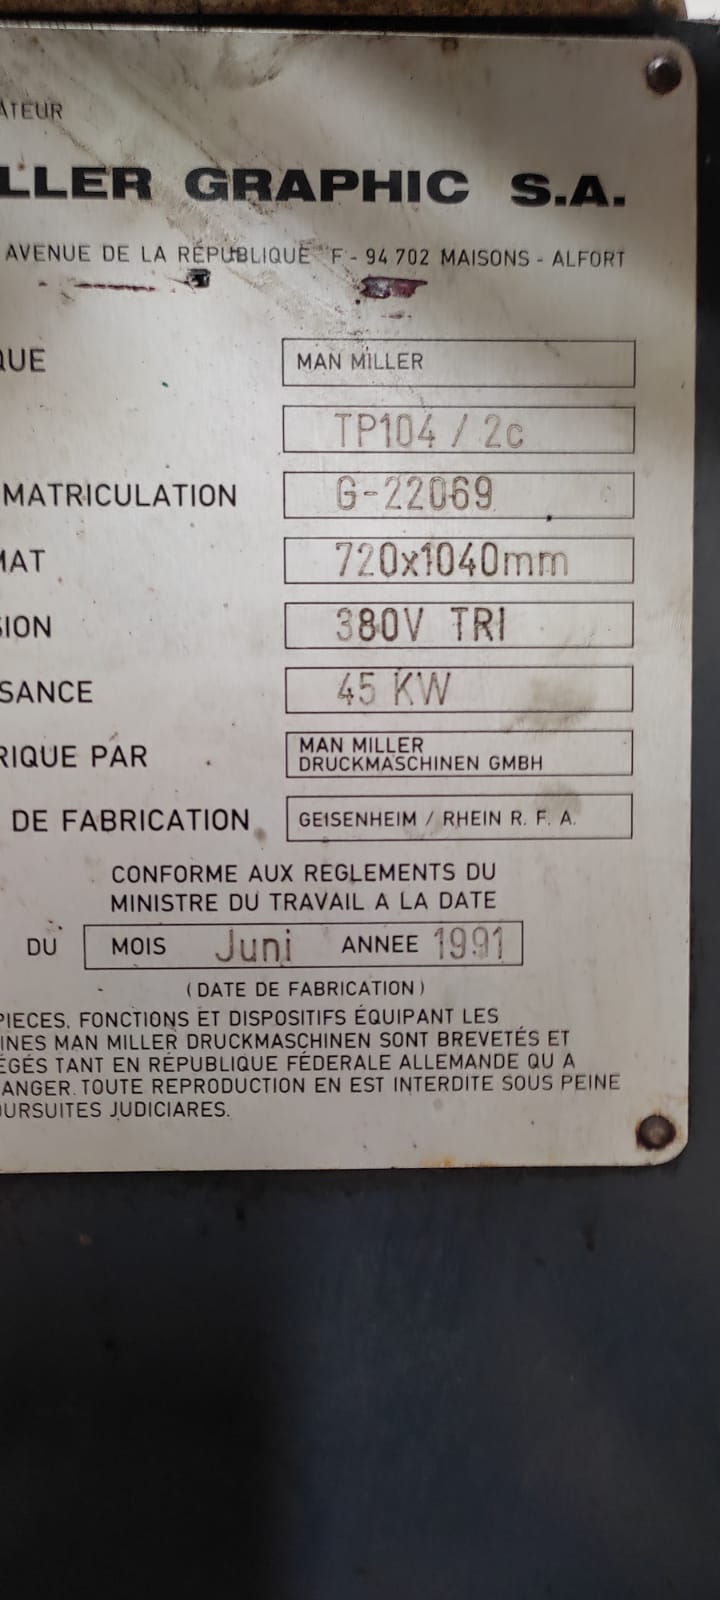 ATEUR
LLER GRAPHIC S.A.
AVENUE DE LA RÉPUBLIQUE F - 94 702 MAISONS - ALFORT
QUE MAN MILLER
TP104 / 2c
MATRICULATION G-22069
MAT 720x1040mm
SION 380V TRI
SANCE 45 KW
RIQUE PAR MAN MILLER
DRUCKMASCHINEN GMBH
DE FABRICATION GEISENHEIM / RHEIN R. F. A.
CONFORME AUX REGLEMENTS DU
MINISTRE DU TRAVAIL A LA DATE
DU MOIS Juni ANNEE 1991
( DATE DE FABRICATION )
PIECES, FONCTIONS ET DISPOSITIFS ÉQUIPANT LES
INES MAN MILLER DRUCKMASCHINEN SONT BREVETÉS ET
ÉGÉS TANT EN RÉPUBLIQUE FÉDERALE ALLEMANDE QU A
ANGER. TOUTE REPRODUCTION EN EST INTERDITE SOUS PEINE
OURSUITES JUDICIARES.